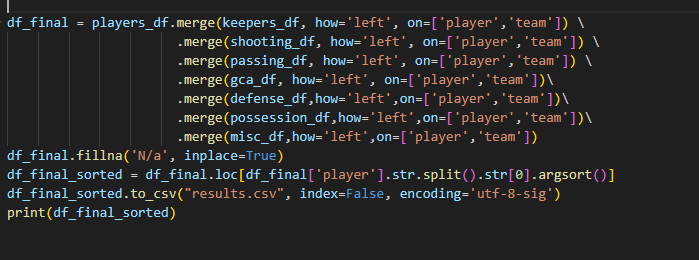 df_final = players_df.merge(keepers_df, how='left', on=['player','team']) \
.merge(shooting_df, how='left', on=['player','team']) \
.merge(passing_df, how='left', on=['player','team']) \
.merge(gca_df, how='left', on=['player','team'])\
.merge(defense_df,how='left',on=['player','team'])\
.merge(possession_df,how='left',on=['player','team'])\
.merge(misc_df,how='left',on=['player','team'])
df_final.fillna('N/a', inplace=True)
df_final_sorted = df_final.loc[df_final['player'].str.split().str[0].argsort()]
df_final_sorted.to_csv("results.csv", index=False, encoding='utf-8-sig')
print(df_final_sorted)